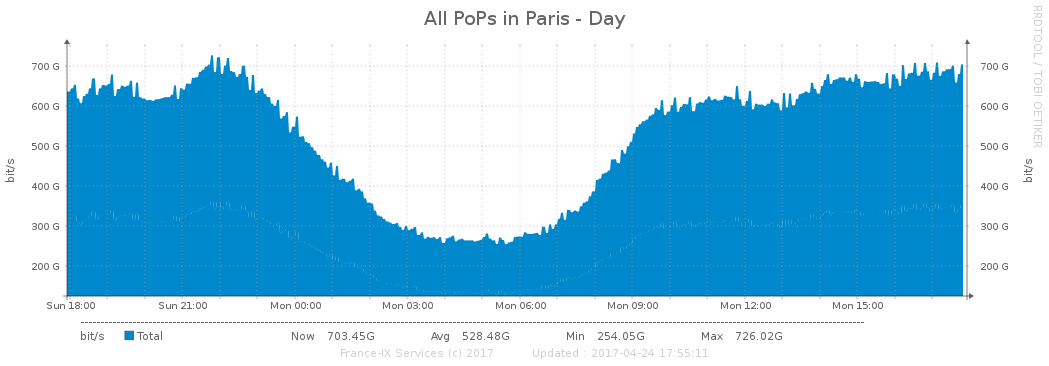 All PoPs in Paris - Day
RRDTOOL / TOBI OETIKER
700 G 700 G
600 G 600 G
500 G 500 G
400 G 400 G
300 G 300 G
200 G 200 G
bit/s bit/s
Sun 18:00 Sun 21:00 Mon 00:00 Mon 03:00 Mon 06:00 Mon 09:00 Mon 12:00 Mon 15:00
bit/s Total Now 703.45G Avg 528.48G Min 254.05G Max 726.02G
France-IX Services (c) 2017 Updated : 2017-04-24 17:55:11